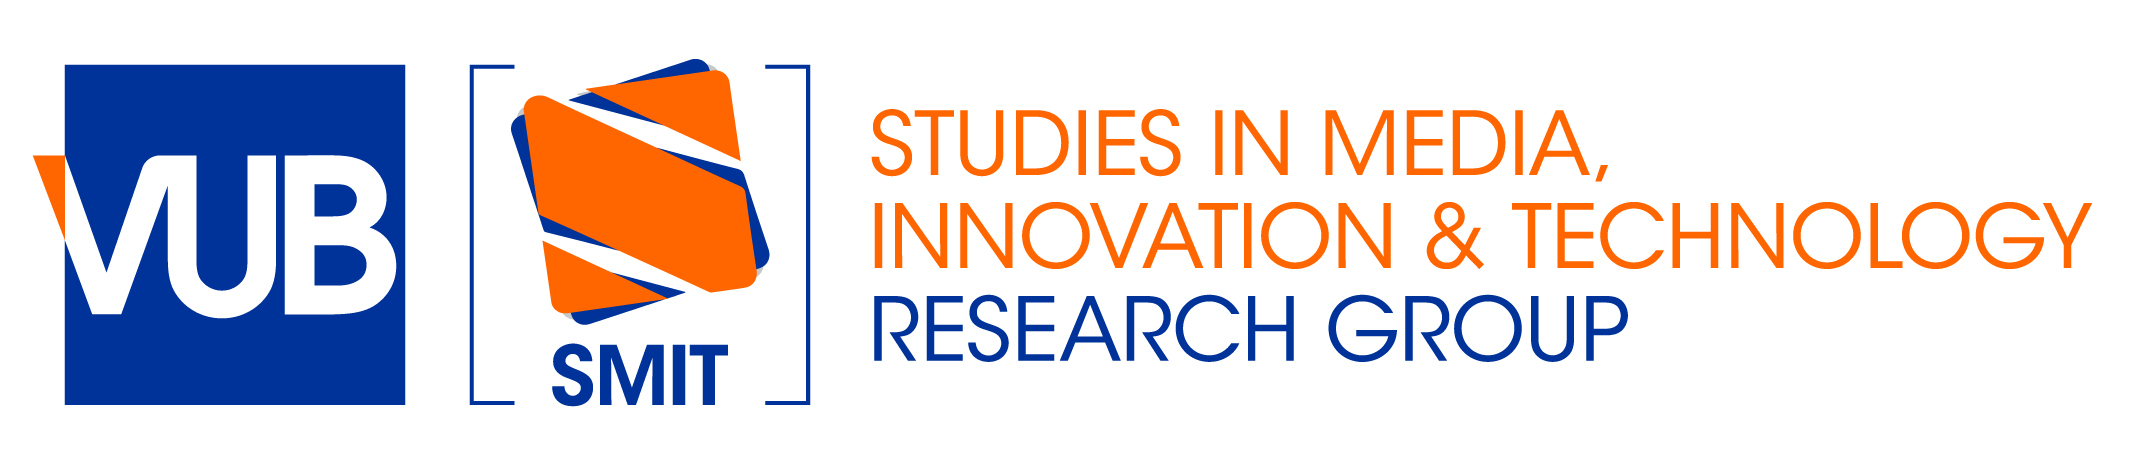 VUB
SMIT
STUDIES IN MEDIA,
INNOVATION & TECHNOLOGY
RESEARCH GROUP